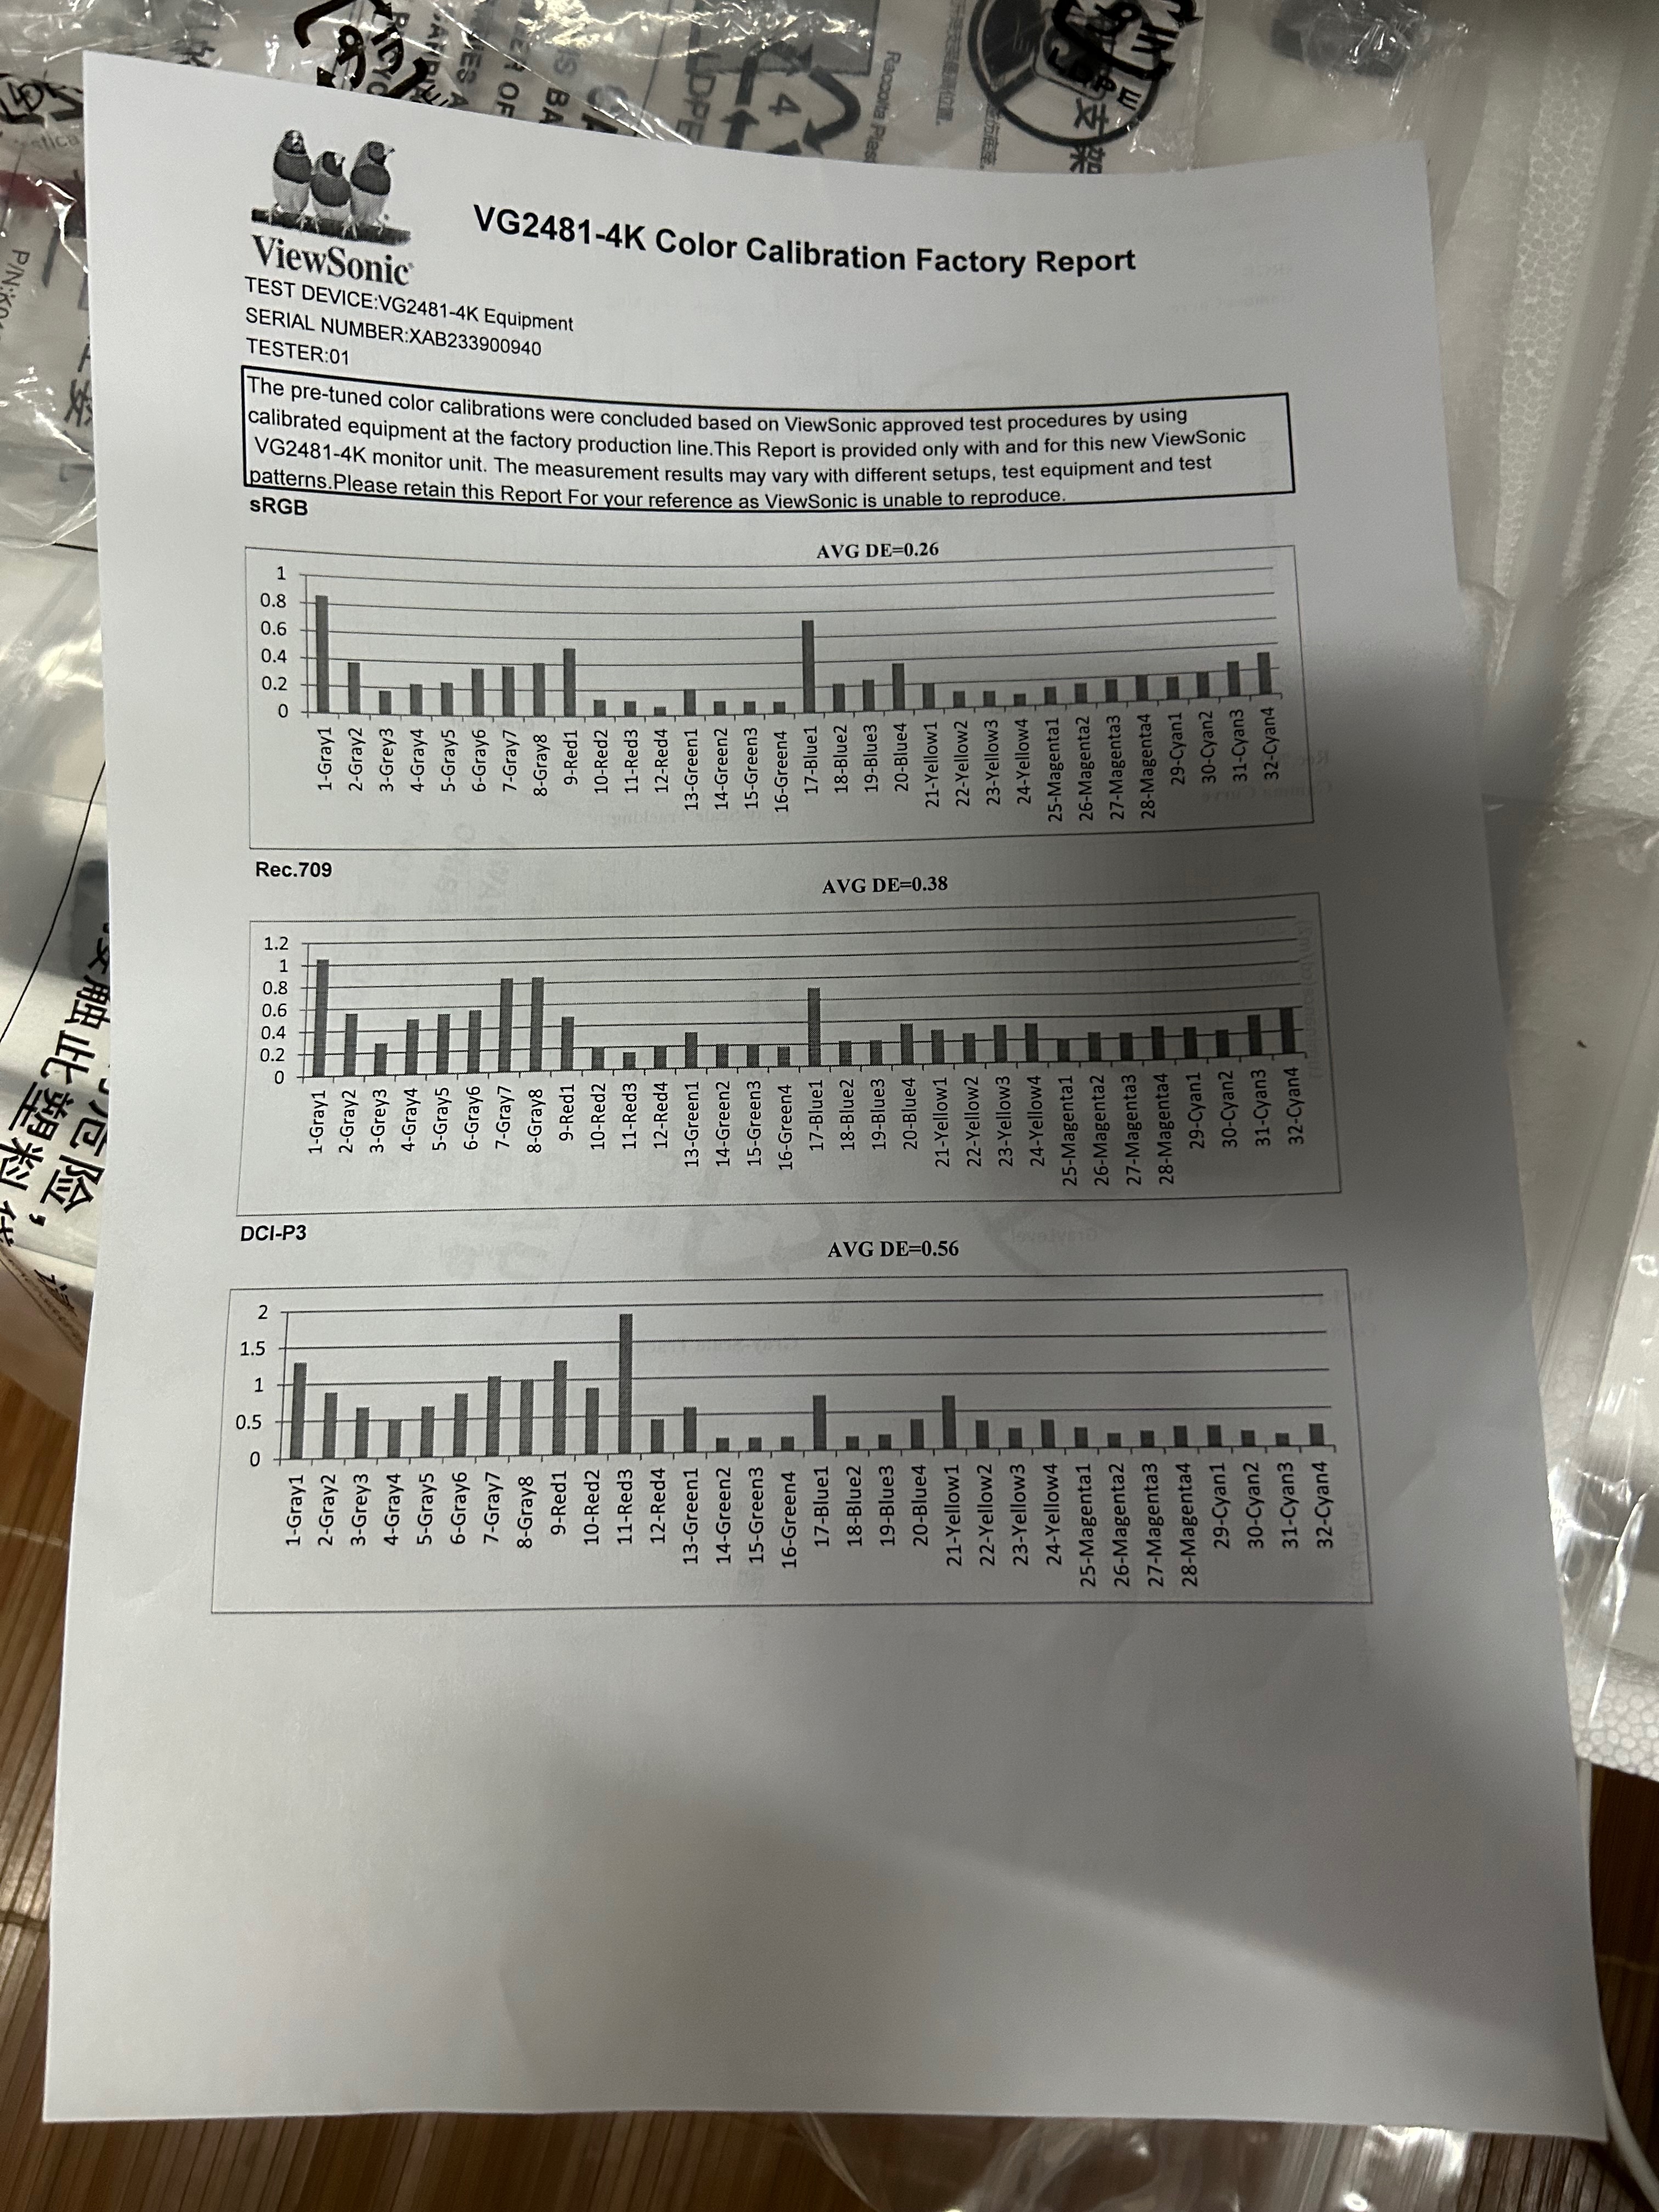 ViewSonic
VG2481-4K Color Calibration Factory Report
TEST DEVICE:VG2481-4K Equipment
SERIAL NUMBER:XAB233900940
TESTER:01
The pre-tuned color calibrations were concluded based on ViewSonic approved test procedures by using
calibrated equipment at the factory production line.This Report is provided only with and for this new ViewSonic
VG2481-4K monitor unit. The measurement results may vary with different setups, test equipment and test
patterns.Please retain this Report For your reference as ViewSonic is unable to reproduce.
sRGB
AVG DE=0.26
1
0.8
0.6
0.4
0.2
0
1-Gray1
2-Gray2
3-Grey3
4-Gray4
5-Gray5
6-Gray6
7-Gray7
8-Gray8
9-Red1
10-Red2
11-Red3
12-Red4
13-Green1
14-Green2
15-Green3
16-Green4
17-Blue1
18-Blue2
19-Blue3
20-Blue4
21-Yellow1
22-Yellow2
23-Yellow3
24-Yellow4
25-Magenta1
26-Magenta2
27-Magenta3
28-Magenta4
29-Cyan1
30-Cyan2
31-Cyan3
32-Cyan4
Rec.709
AVG DE=0.38
1.2
1
0.8
0.6
0.4
0.2
0
1-Gray1
2-Gray2
3-Grey3
4-Gray4
5-Gray5
6-Gray6
7-Gray7
8-Gray8
9-Red1
10-Red2
11-Red3
12-Red4
13-Green1
14-Green2
15-Green3
16-Green4
17-Blue1
18-Blue2
19-Blue3
20-Blue4
21-Yellow1
22-Yellow2
23-Yellow3
24-Yellow4
25-Magenta1
26-Magenta2
27-Magenta3
28-Magenta4
29-Cyan1
30-Cyan2
31-Cyan3
32-Cyan4
DCI-P3
AVG DE=0.56
2
1.5
1
0.5
0
1-Gray1
2-Gray2
3-Grey3
4-Gray4
5-Gray5
6-Gray6
7-Gray7
8-Gray8
9-Red1
10-Red2
11-Red3
12-Red4
13-Green1
14-Green2
15-Green3
16-Green4
17-Blue1
18-Blue2
19-Blue3
20-Blue4
21-Yellow1
22-Yellow2
23-Yellow3
24-Yellow4
25-Magenta1
26-Magenta2
27-Magenta3
28-Magenta4
29-Cyan1
30-Cyan2
31-Cyan3
32-Cyan4
LDPE
4
Raccolta
支架
危险，
触此塑料